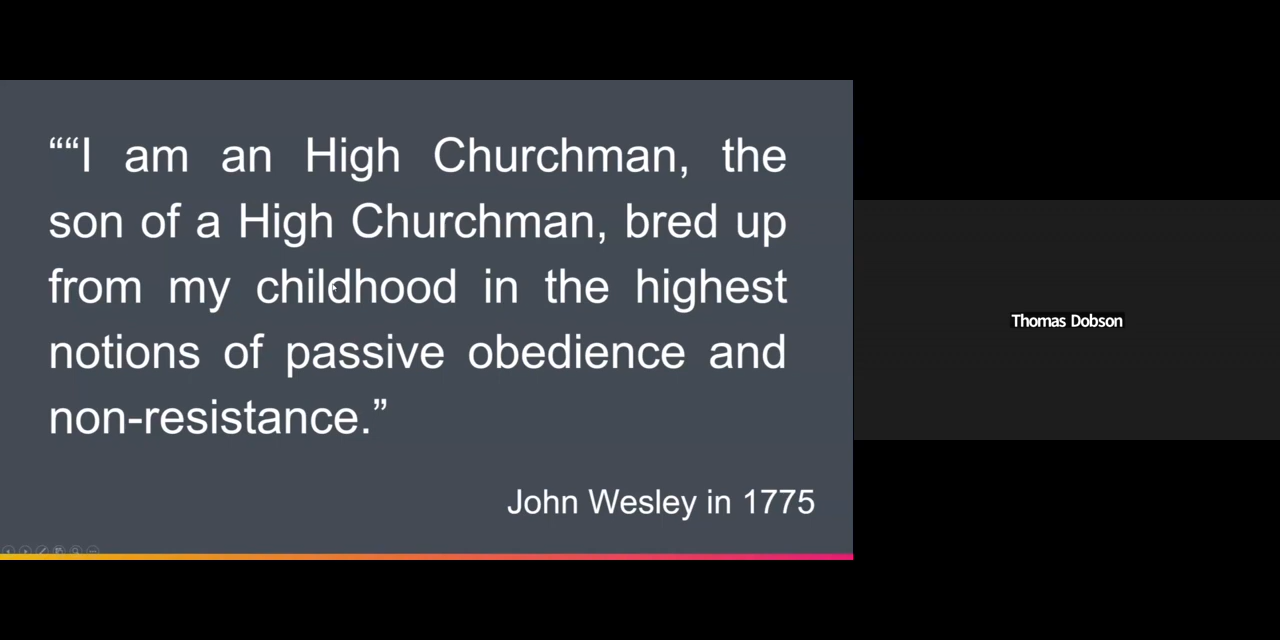 ““I am an High Churchman, the
son of a High Churchman, bred up
from my childhood in the highest
notions of passive obedience and
non-resistance.”
John Wesley in 1775
Thomas Dobson